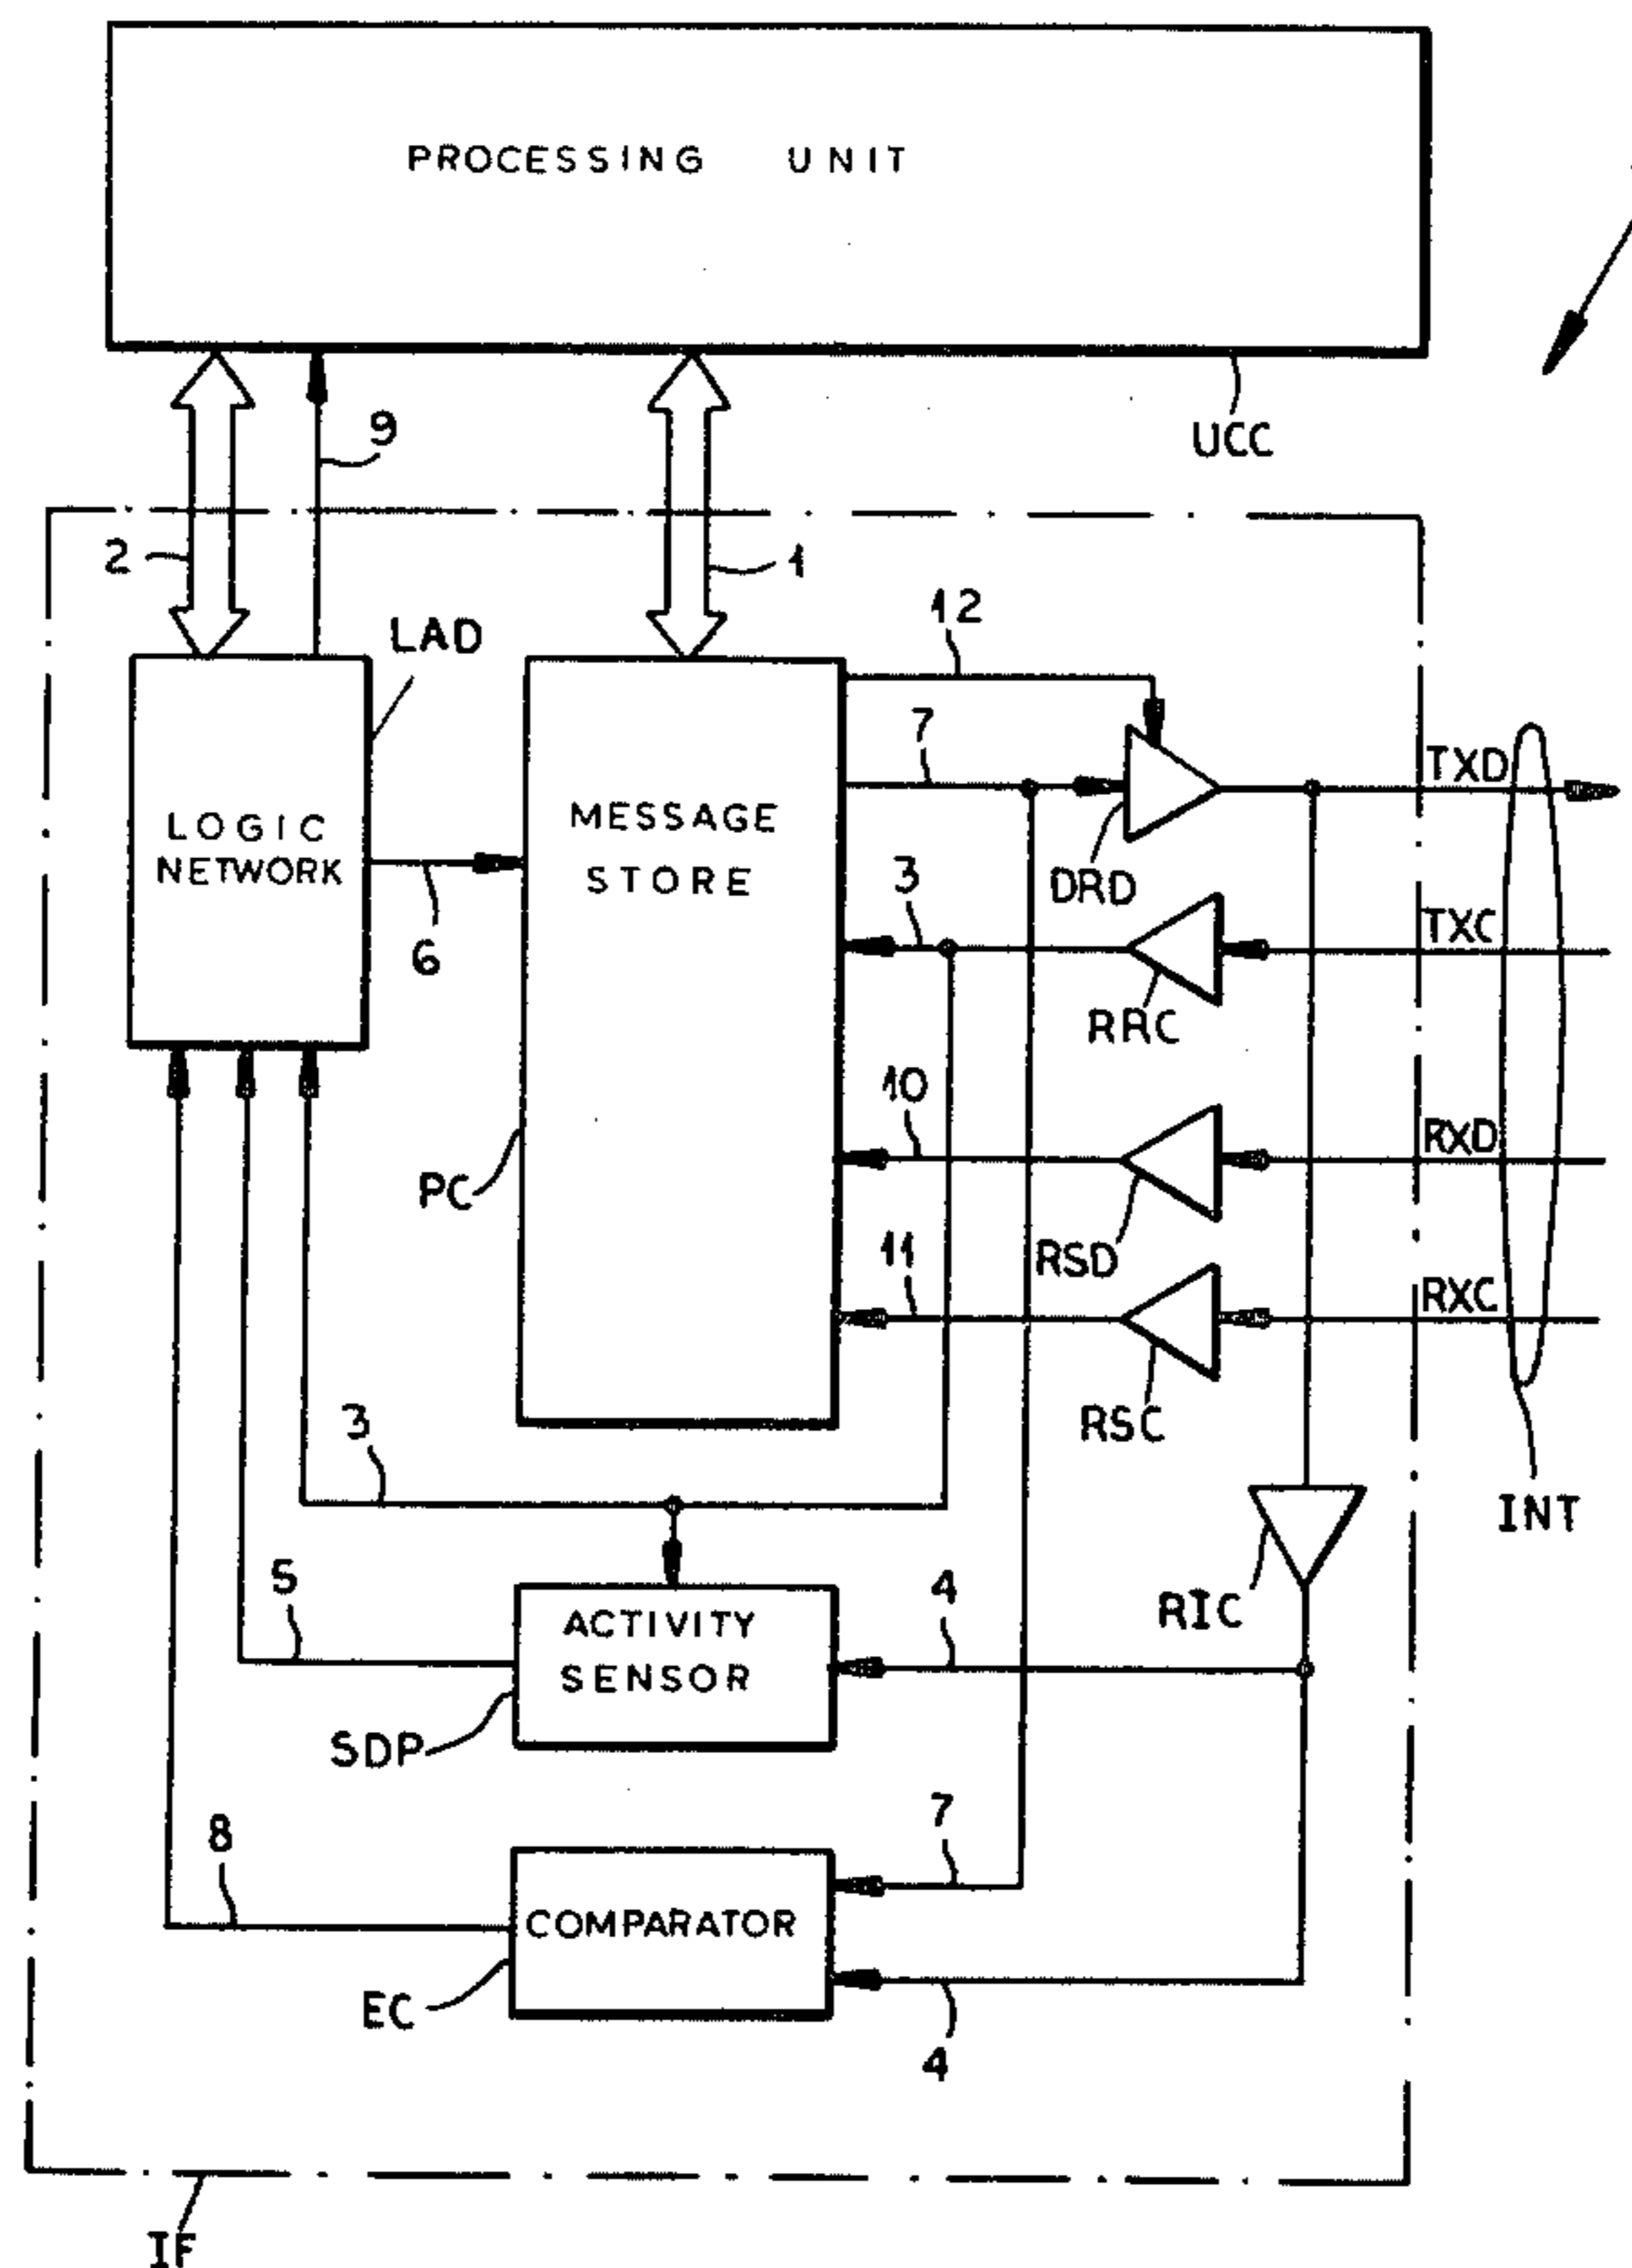 PROCESSING UNIT
UCC
9
2
1
LAD
12
7
TXD
LOGIC
NETWORK
MESSAGE
STORE
DRD
3
TXC
6
RRC
10
RXD
PC
RSD
11
RXC
RSC
3
INT
5
ACTIVITY
SENSOR
4
RIC
SDP
7
8
COMPARATOR
EC
4
IF